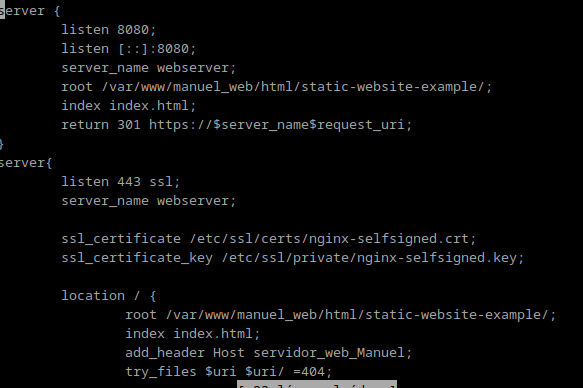 server {
listen 8080;
listen [::]:8080;
server_name webserver;
root /var/www/manuel_web/html/static-website-example/;
index index.html;
return 301 https://$server_name$request_uri;
}
server{
listen 443 ssl;
server_name webserver;
ssl_certificate /etc/ssl/certs/nginx-selfsigned.crt;
ssl_certificate_key /etc/ssl/private/nginx-selfsigned.key;
location / {
root /var/www/manuel_web/html/static-website-example/;
index index.html;
add_header Host servidor_web_Manuel;
try_files $uri $uri/ =404;